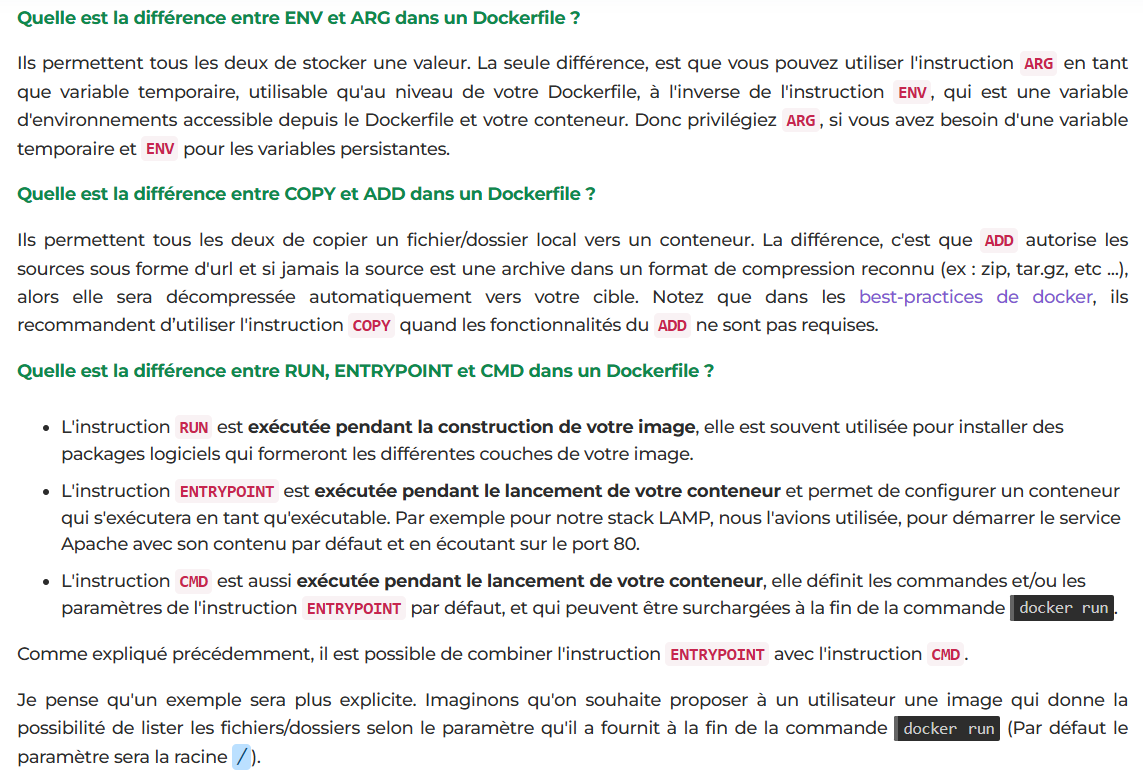 Quelle est la différence entre ENV et ARG dans un Dockerfile ?
Ils permettent tous les deux de stocker une valeur. La seule différence, est que vous pouvez utiliser l'instruction ARG en tant
que variable temporaire, utilisable qu'au niveau de votre Dockerfile, à l'inverse de l'instruction ENV, qui est une variable
d'environnements accessible depuis le Dockerfile et votre conteneur. Donc privilégiez ARG, si vous avez besoin d'une variable
temporaire et ENV pour les variables persistantes.
Quelle est la différence entre COPY et ADD dans un Dockerfile ?
Ils permettent tous les deux de copier un fichier/dossier local vers un conteneur. La différence, c'est que ADD autorise les
sources sous forme d'url et si jamais la source est une archive dans un format de compression reconnu (ex : zip, tar.gz, etc ...),
alors elle sera décompressée automatiquement vers votre cible. Notez que dans les best-practices de docker, ils
recommandent d’utiliser l'instruction COPY quand les fonctionnalités du ADD ne sont pas requises.
Quelle est la différence entre RUN, ENTRYPOINT et CMD dans un Dockerfile ?
• L'instruction RUN est exécutée pendant la construction de votre image, elle est souvent utilisée pour installer des
packages logiciels qui formeront les différentes couches de votre image.
• L'instruction ENTRYPOINT est exécutée pendant le lancement de votre conteneur et permet de configurer un conteneur
qui s'exécutera en tant qu'exécutable. Par exemple pour notre stack LAMP, nous l'avions utilisée, pour démarrer le service
Apache avec son contenu par défaut et en écoutant sur le port 80.
• L'instruction CMD est aussi exécutée pendant le lancement de votre conteneur, elle définit les commandes et/ou les
paramètres de l'instruction ENTRYPOINT par défaut, et qui peuvent être surchargées à la fin de la commande docker run.
Comme expliqué précédemment, il est possible de combiner l'instruction ENTRYPOINT avec l'instruction CMD.
Je pense qu'un exemple sera plus explicite. Imaginons qu'on souhaite proposer à un utilisateur une image qui donne la
possibilité de lister les fichiers/dossiers selon le paramètre qu'il a fournit à la fin de la commande docker run (Par défaut le
paramètre sera la racine /).